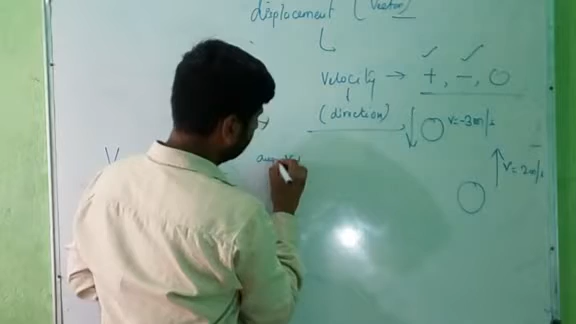 displacement (Vector)
Velocity → +, -, 0
(direction)
v=-3m/s
v=2m/s
V